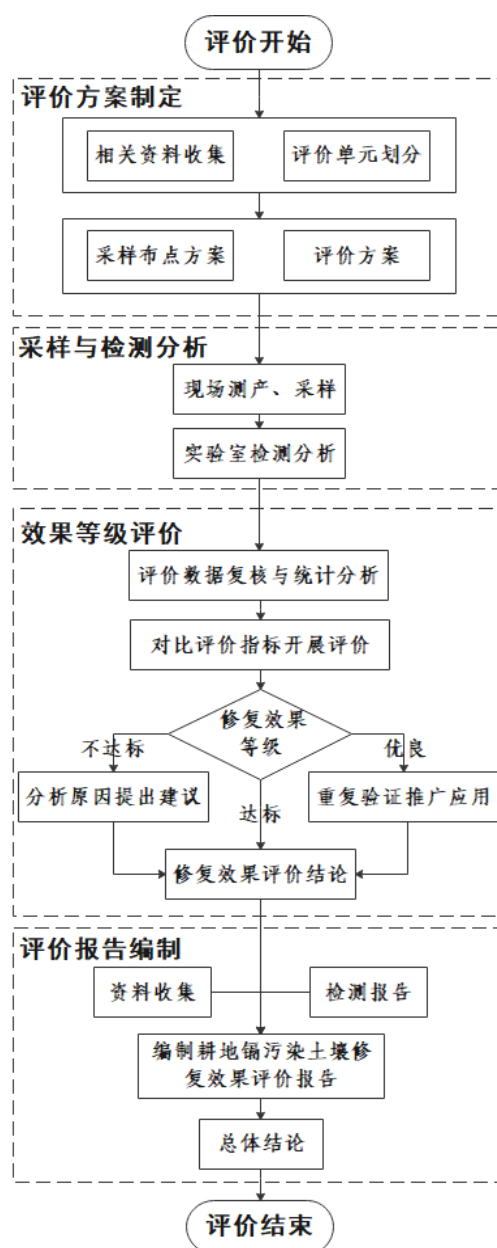 评价开始
评价方案制定
相关资料收集
评价单元划分
采样布点方案
评价方案
采样与检测分析
现场测产、采样
实验室检测分析
效果等级评价
评价数据复核与统计分析
对比评价指标开展评价
修复效果
等级
不达标
优良
分析原因提出建议
达标
重复验证推广应用
修复效果评价结论
评价报告编制
资料收集
检测报告
编制耕地镉污染土壤修
复效果评价报告
总体结论
评价结束